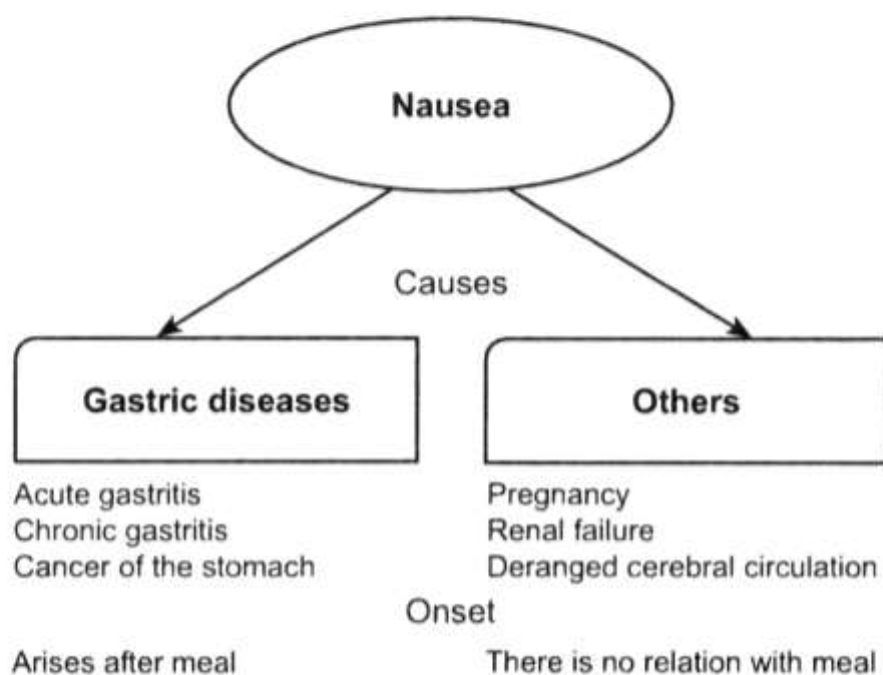 Nausea
Causes
Gastric diseases
Others
Acute gastritis
Chronic gastritis
Cancer of the stomach
Pregnancy
Renal failure
Deranged cerebral circulation
Onset
Arises after meal
There is no relation with meal